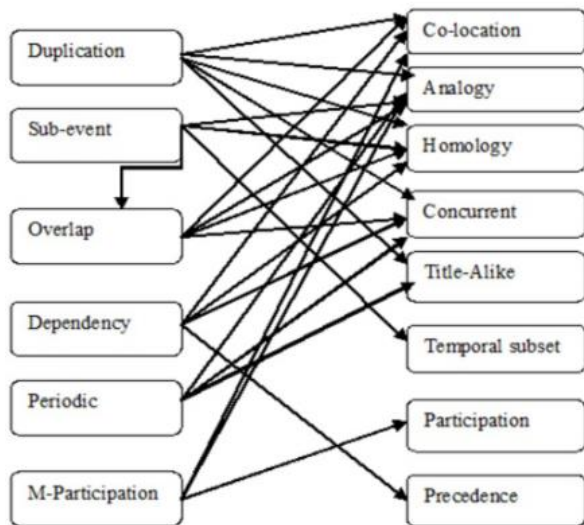 Duplication
Sub-event
Overlap
Dependency
Periodic
M-Participation
Co-location
Analogy
Homology
Concurrent
Title-Alike
Temporal subset
Participation
Precedence